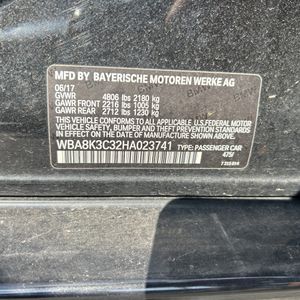 MFD BY BAYERISCHE MOTOREN WERKE AG
06/17
GVWR 4806 lbs 2180 kg
GAWR FRONT 2216 lbs 1005 kg
GAWR REAR 2712 lbs 1230 kg
THIS VEHICLE CONFORMS TO ALL APPLICABLE U.S. FEDERAL MOTOR
VEHICLE SAFETY, BUMPER AND THEFT PREVENTION STANDARDS
IN EFFECT ON THE DATE OF MANUFACTURE SHOWN ABOVE.
WBA8K3C32HA023741 TYPE: PASSENGER CAR
475/